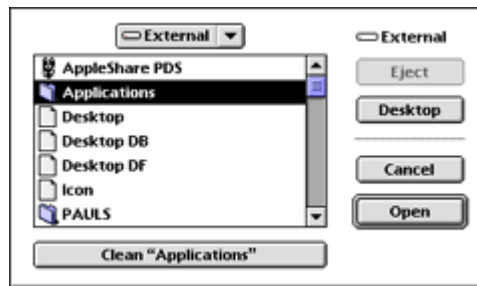 External
External
AppleShare PDS
Applications
Desktop
Desktop DB
Desktop DF
Icon
PAULS
Eject
Desktop
Cancel
Open
Clean “Applications”